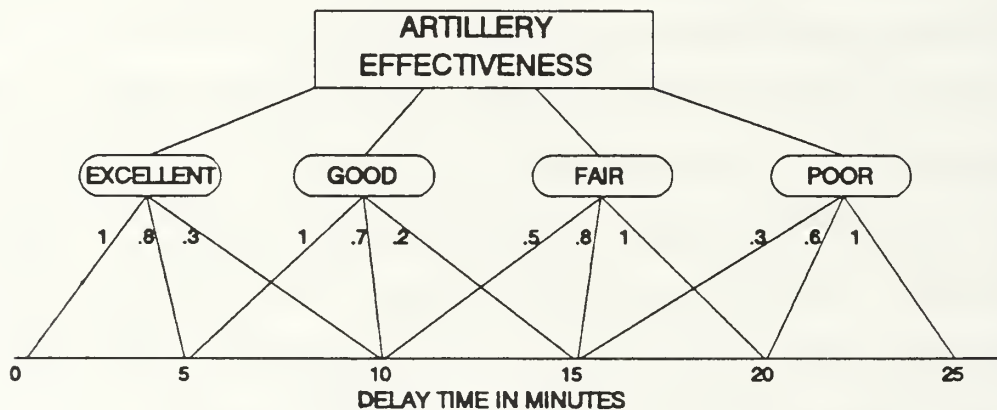 ARTILLERY
EFFECTIVENESS
EXCELLENT GOOD FAIR POOR
1 .8 .3 1 .7 .2 .5 .8 1 .3 .6 1
0 5 10 15 20 25
DELAY TIME IN MINUTES